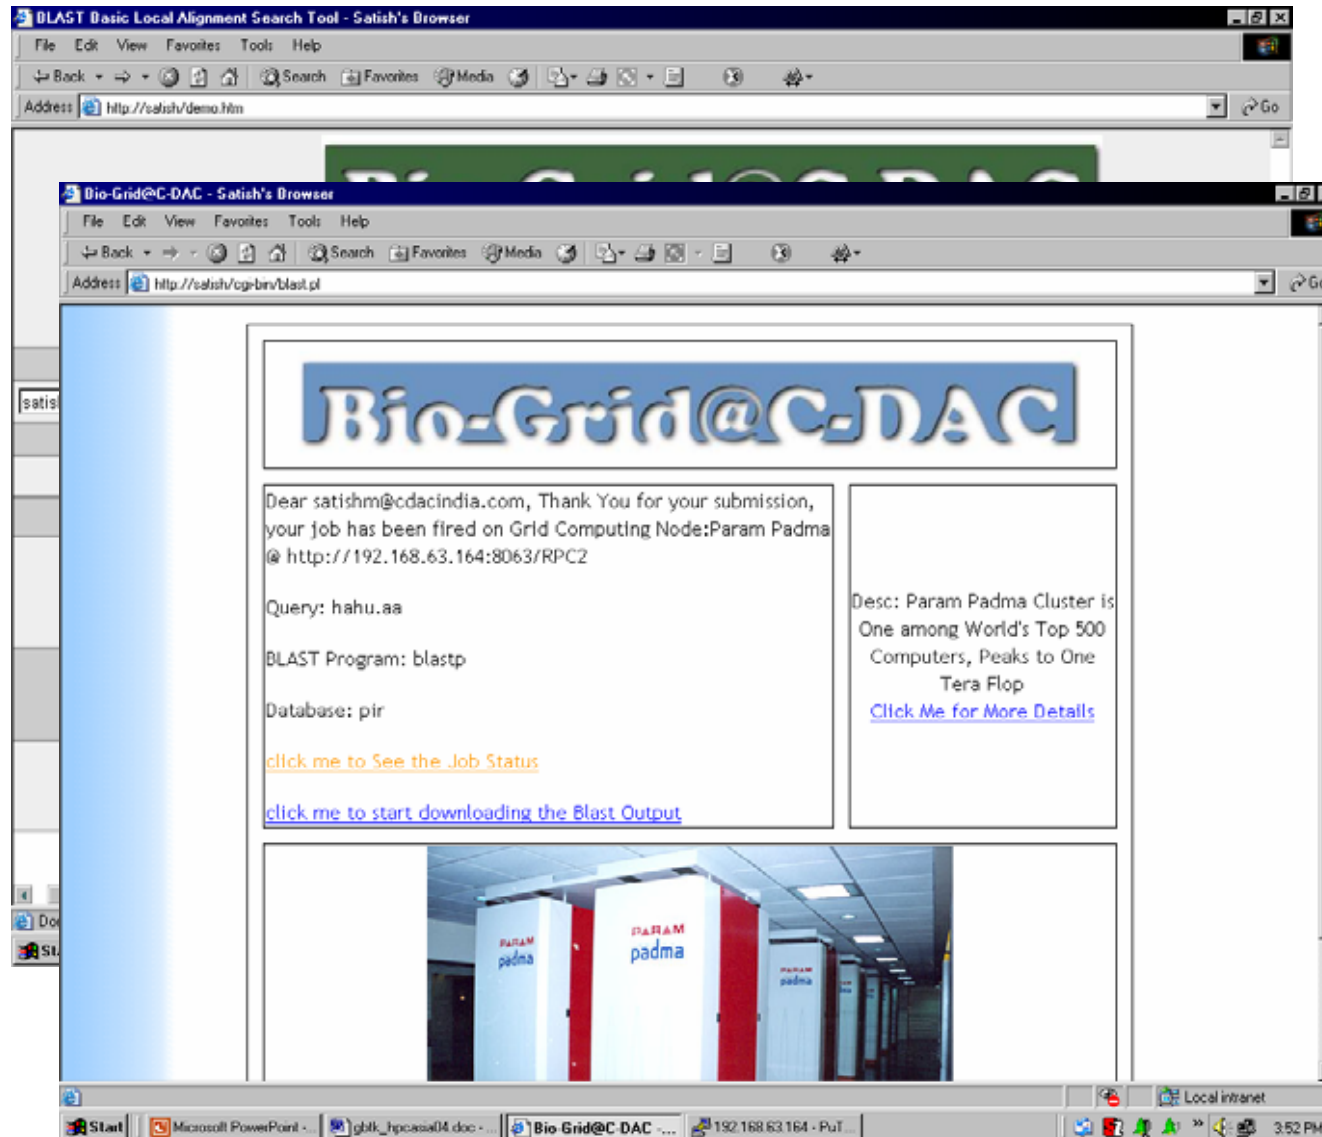 BLAST Basic Local Alignment Search Tool - Satish's Browser
File Edit View Favorites Tools Help
Back Search Favorites Media
Address http://satish/demo.htm Go
Bio-Grid@C-DAC
Bio-Grid@C-DAC - Satish's Browser
File Edit View Favorites Tools Help
Back Search Favorites Media
Address http://satish/cgi-bin/blast.pl
satis
Bio-Grid@C-DAC
Dear satishm@cdacindia.com, Thank You for your submission,
your job has been fired on Grid Computing Node:Param Padma
@ http://192.168.63.164:8063/RPC2
Query: hahu.aa
BLAST Program: blastp
Database: pir
click me to See the Job Status
click me to start downloading the Blast Output
Desc: Param Padma Cluster is
One among World's Top 500
Computers, Peaks to One
Tera Flop
Click Me for More Details
PARAM
padma
PARAM
padma
PARAM
padma
Local intranet
Start Microsoft PowerPoint - ... gbtk_hpcasia04.doc - ... Bio-Grid@C-DAC - ... 192.168.63.164 - PuT... 3:52 PM